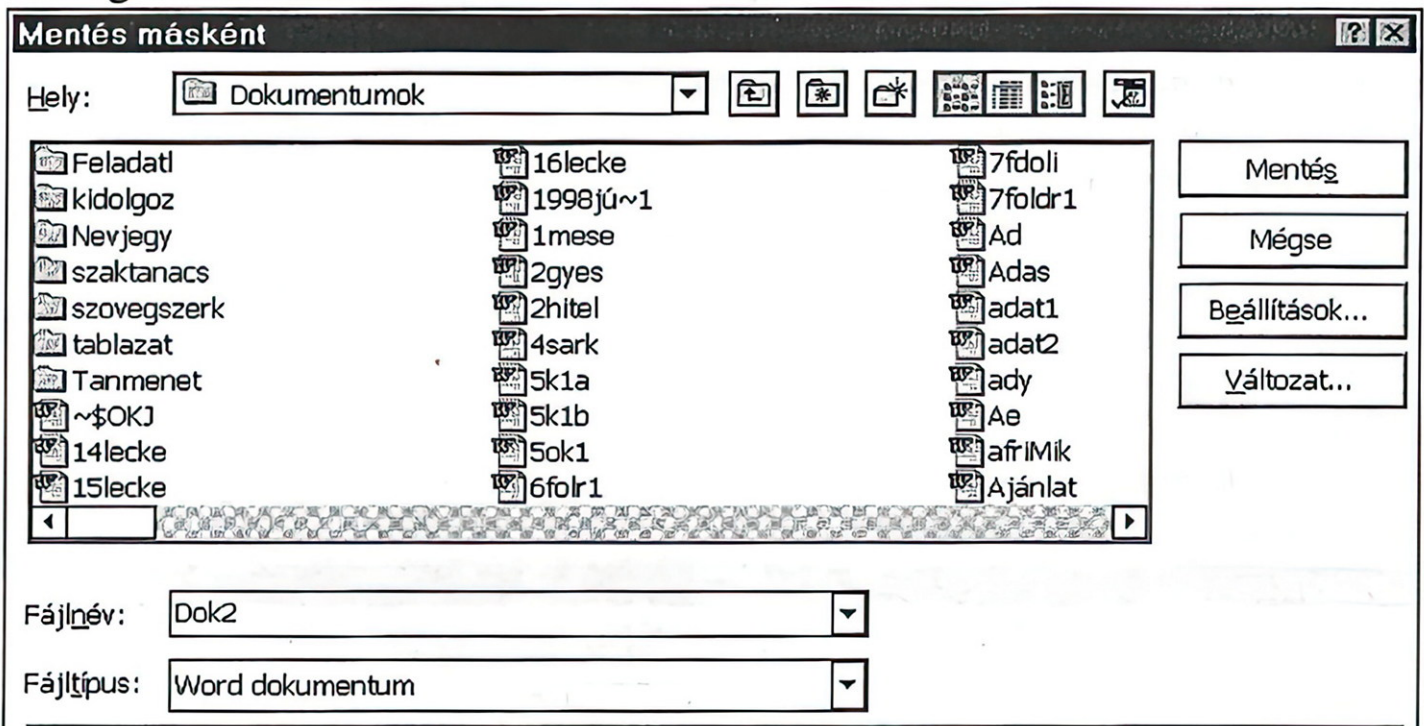 Mentés másként
Hely: Dokumentumok
Feladatl 16lecke 7fdoli
kidolgoz 1998jú~1 7foldr1
Nevjegy 1mese Ad
szaktanacs 2gyes Adas
szovegszerk 2hitel adat1
tablazat 4sark adat2
Tanmenet 5k1a ady
~$OKJ 5k1b Ae
14lecke 5ok1 afriMik
15lecke 6folr1 Ajánlat
Mentés
Mégse
Beállítások...
Változat...
Fájlnév: Dok2
Fájltípus: Word dokumentum